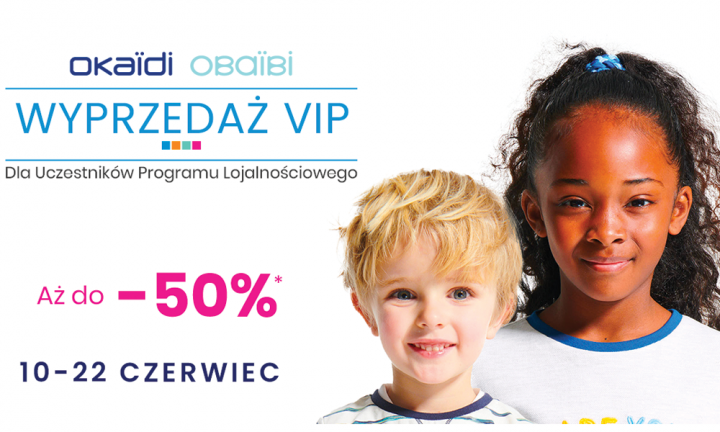 OKAÏDI OBAÏBI
WYPRZEDAŻ VIP
Dla Uczestników Programu Lojalnościowego
Aż do -50%*
10-22 CZERWIEC